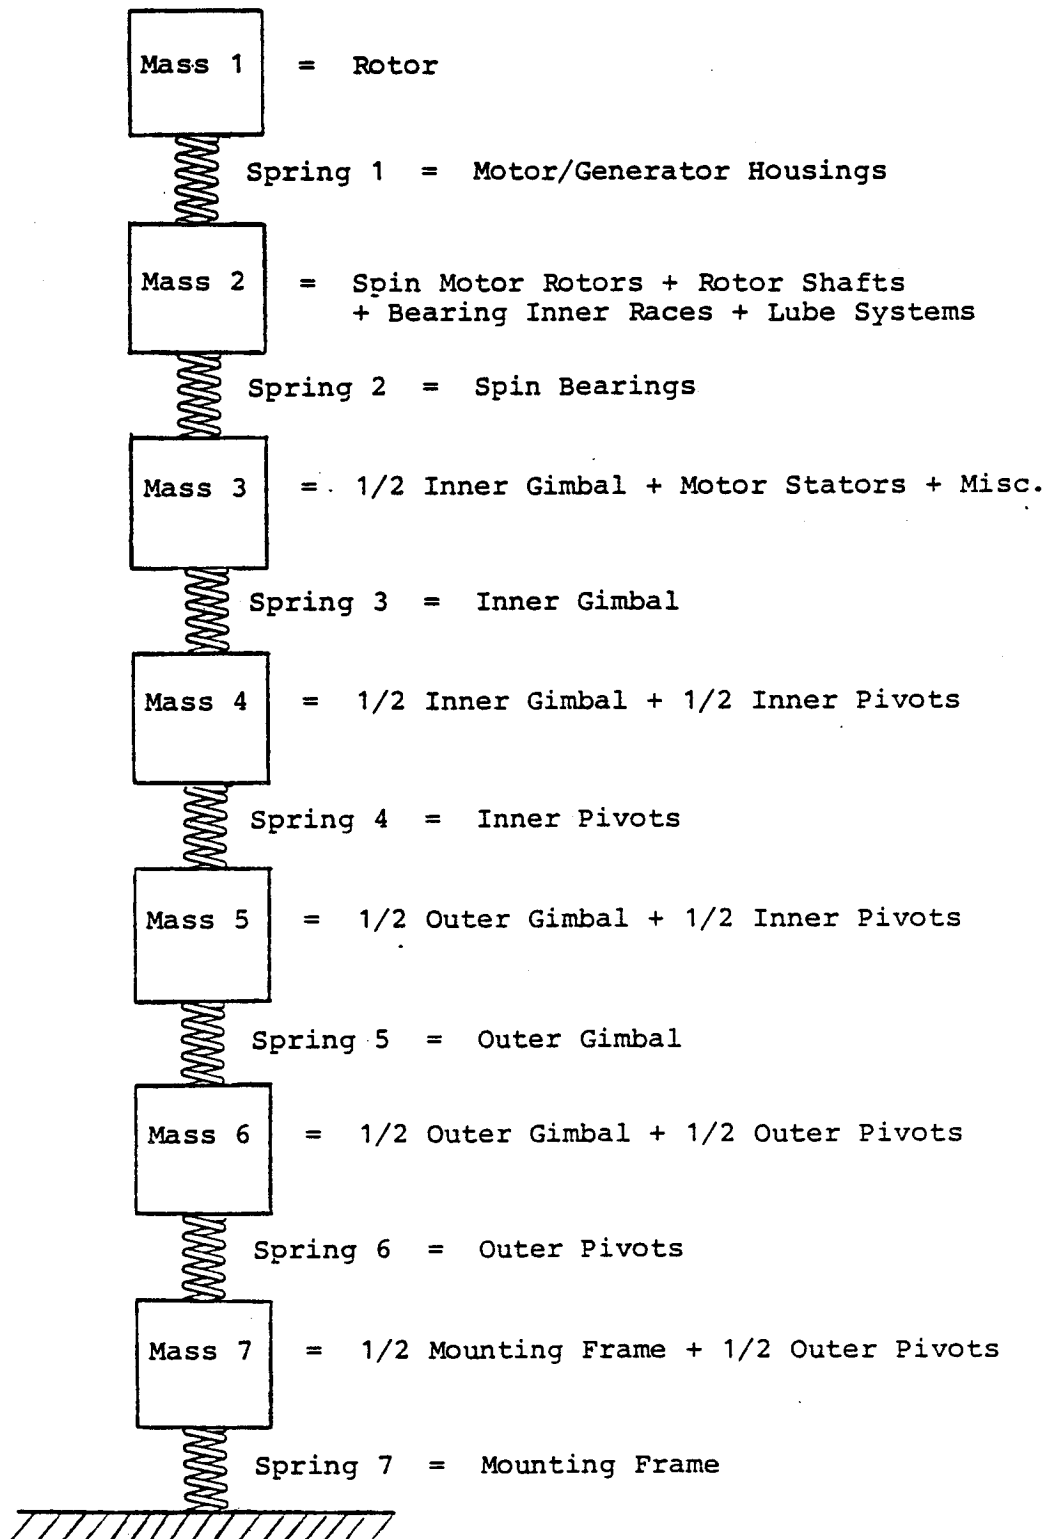 Mass 1 = Rotor
Spring 1 = Motor/Generator Housings
Mass 2 = Spin Motor Rotors + Rotor Shafts
+ Bearing Inner Races + Lube Systems
Spring 2 = Spin Bearings
Mass 3 = 1/2 Inner Gimbal + Motor Stators + Misc.
Spring 3 = Inner Gimbal
Mass 4 = 1/2 Inner Gimbal + 1/2 Inner Pivots
Spring 4 = Inner Pivots
Mass 5 = 1/2 Outer Gimbal + 1/2 Inner Pivots
Spring 5 = Outer Gimbal
Mass 6 = 1/2 Outer Gimbal + 1/2 Outer Pivots
Spring 6 = Outer Pivots
Mass 7 = 1/2 Mounting Frame + 1/2 Outer Pivots
Spring 7 = Mounting Frame